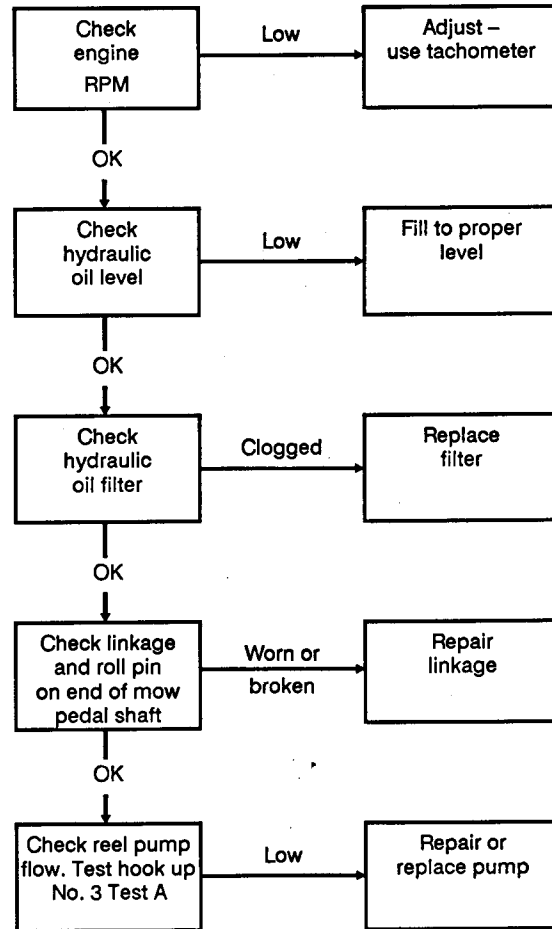 Check
engine
RPM
Low
Adjust –
use tachometer
OK
Check
hydraulic
oil level
Low
Fill to proper
level
OK
Check
hydraulic
oil filter
Clogged
Replace
filter
OK
Check linkage
and roll pin
on end of mow
pedal shaft
Worn or
broken
Repair
linkage
OK
Check reel pump
flow. Test hook up
No. 3 Test A
Low
Repair or
replace pump